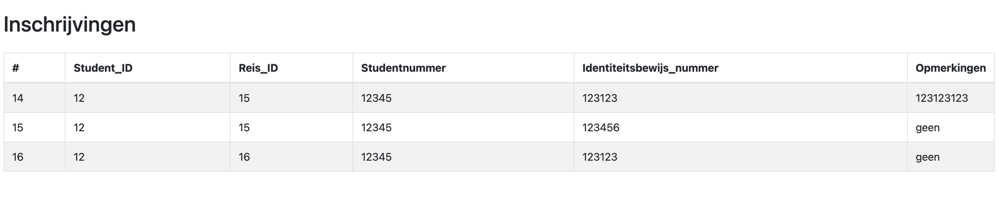 Inschrijvingen
# Student_ID Reis_ID Studentnummer Identiteitsbewijs_nummer Opmerkingen
14 12 15 12345 123123 123123123
15 12 15 12345 123456 geen
16 12 16 12345 123123 geen